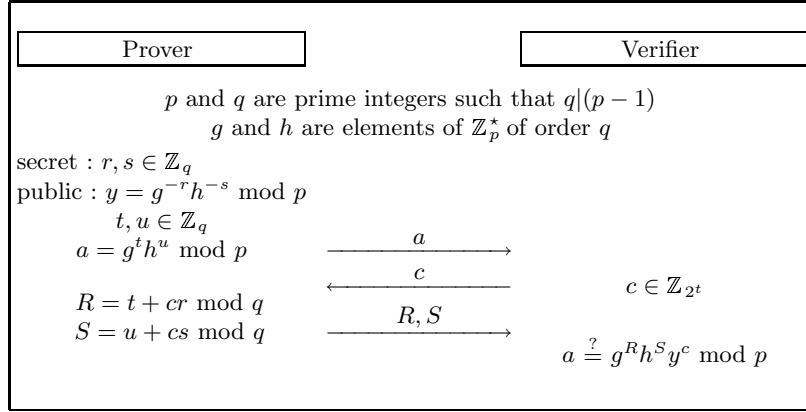 Prover Verifier
p and q are prime integers such that q|(p − 1)
g and h are elements of ℤ_p^⋆ of order q
secret : r, s ∈ ℤ_q
public : y = g^{−r}h^{−s} mod p
t, u ∈ ℤ_q
a = g^t h^u mod p a
c c ∈ ℤ_{2^t}
R = t + cr mod q
S = u + cs mod q R, S
a ≟ g^R h^S y^c mod p